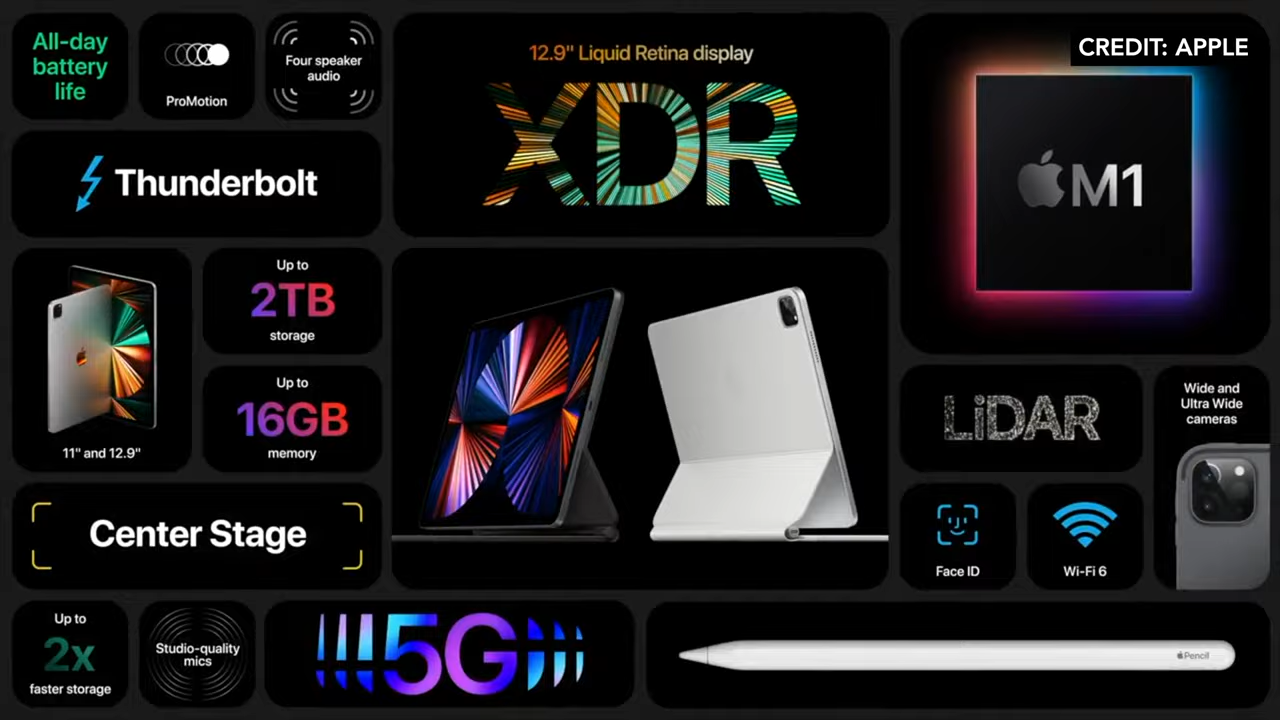 All-day
battery
life
ProMotion
Four speaker
audio
12.9" Liquid Retina display
XDR
CREDIT: APPLE
M1
Thunderbolt
11" and 12.9"
Up to
2TB
storage
Up to
16GB
memory
LiDAR
Wide and
Ultra Wide
cameras
Center Stage
Face ID
Wi-Fi 6
Up to
2x
faster storage
Studio-quality
mics
5G
Pencil